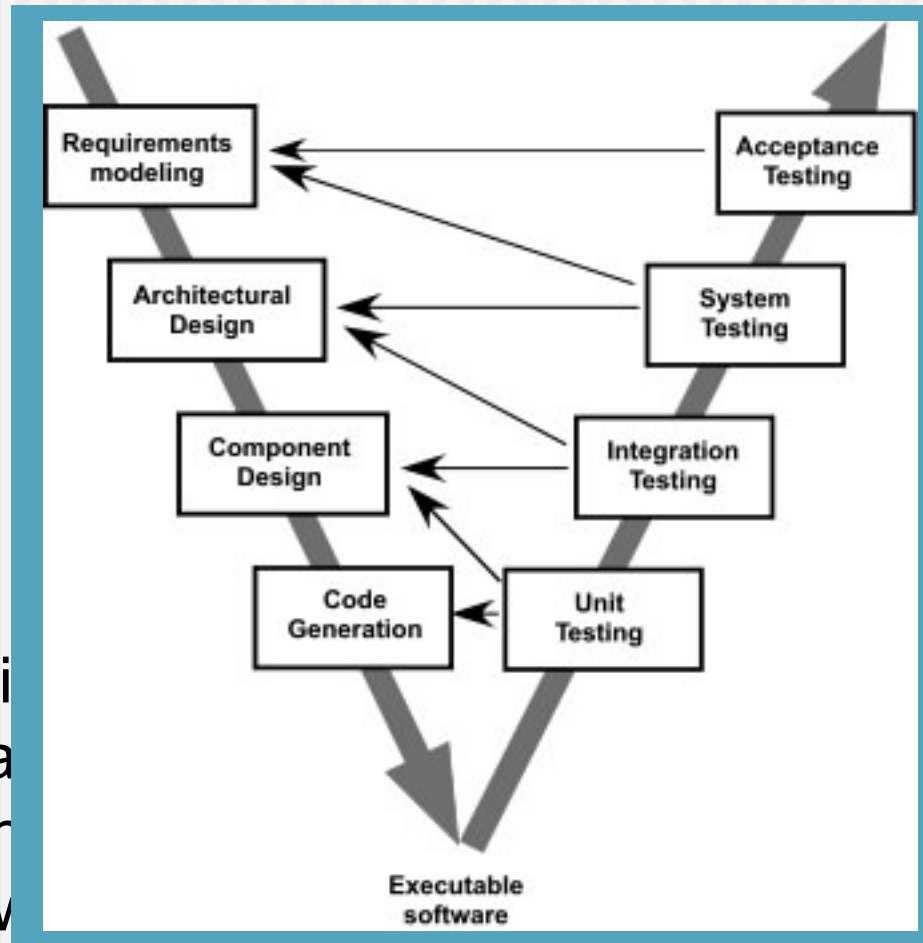 Requirements
modeling
Acceptance
Testing
Architectural
Design
System
Testing
Component
Design
Integration
Testing
Code
Generation
Unit
Testing
i
a
Executable
software